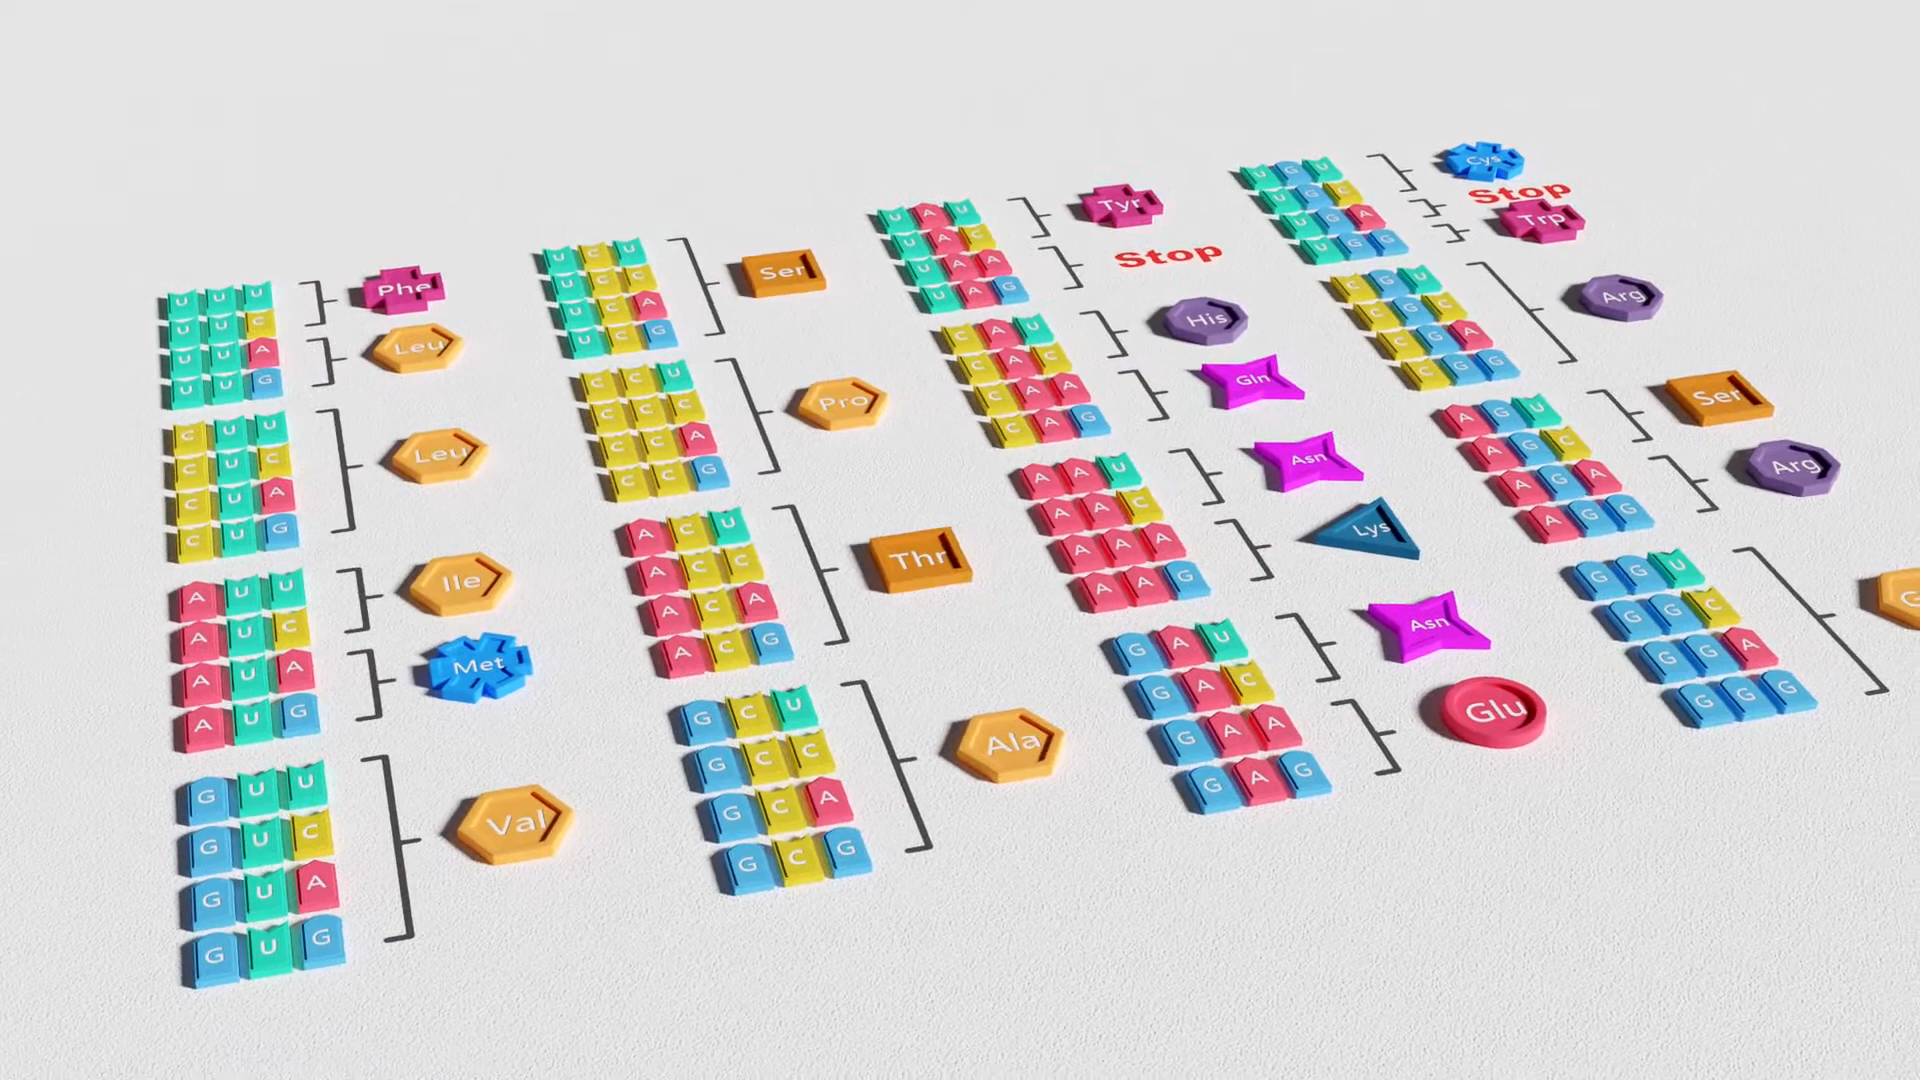 UUU
UUC
Phe
UUA
UUG
Leu
CUU
CUC
CUA
CUG
Leu
AUU
AUC
Ile
AUA
AUG
Met
GUU
GUC
GUA
GUG
Val
UCU
UCC
UCA
UCG
Ser
CCU
CCC
CCA
CCG
Pro
ACU
ACC
ACA
ACG
Thr
GCU
GCC
GCA
GCG
Ala
UAU
UAC
Tyr
UAA
UAG
Stop
CAU
CAC
His
CAA
CAG
Gln
AAU
AAC
Asn
AAA
AAG
Lys
GAU
GAC
Asn
GAA
GAG
Glu
UGU
UGC
Cys
UGA
Stop
UGG
Trp
CGU
CGC
CGA
CGG
Arg
AGU
AGC
Ser
AGA
AGG
Arg
GGU
GGC
GGA
GGG